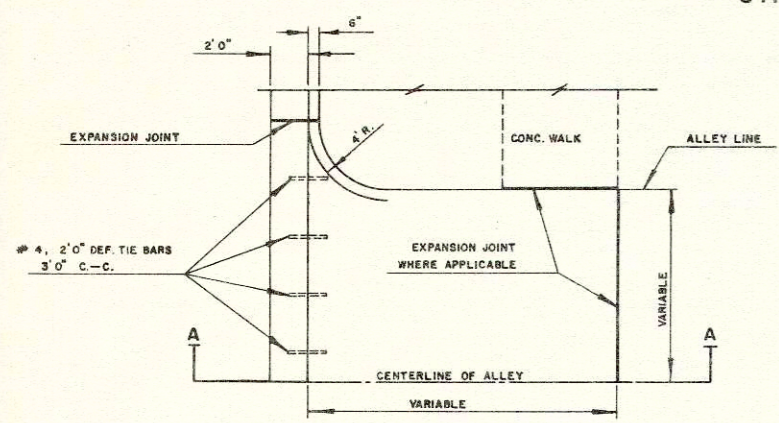 6"
2'0"
EXPANSION JOINT
4'R.
CONC. WALK
ALLEY LINE
# 4, 2'0" DEF. TIE BARS
3'0" C.–C.
EXPANSION JOINT
WHERE APPLICABLE
VARIABLE
A
A
CENTERLINE OF ALLEY
VARIABLE